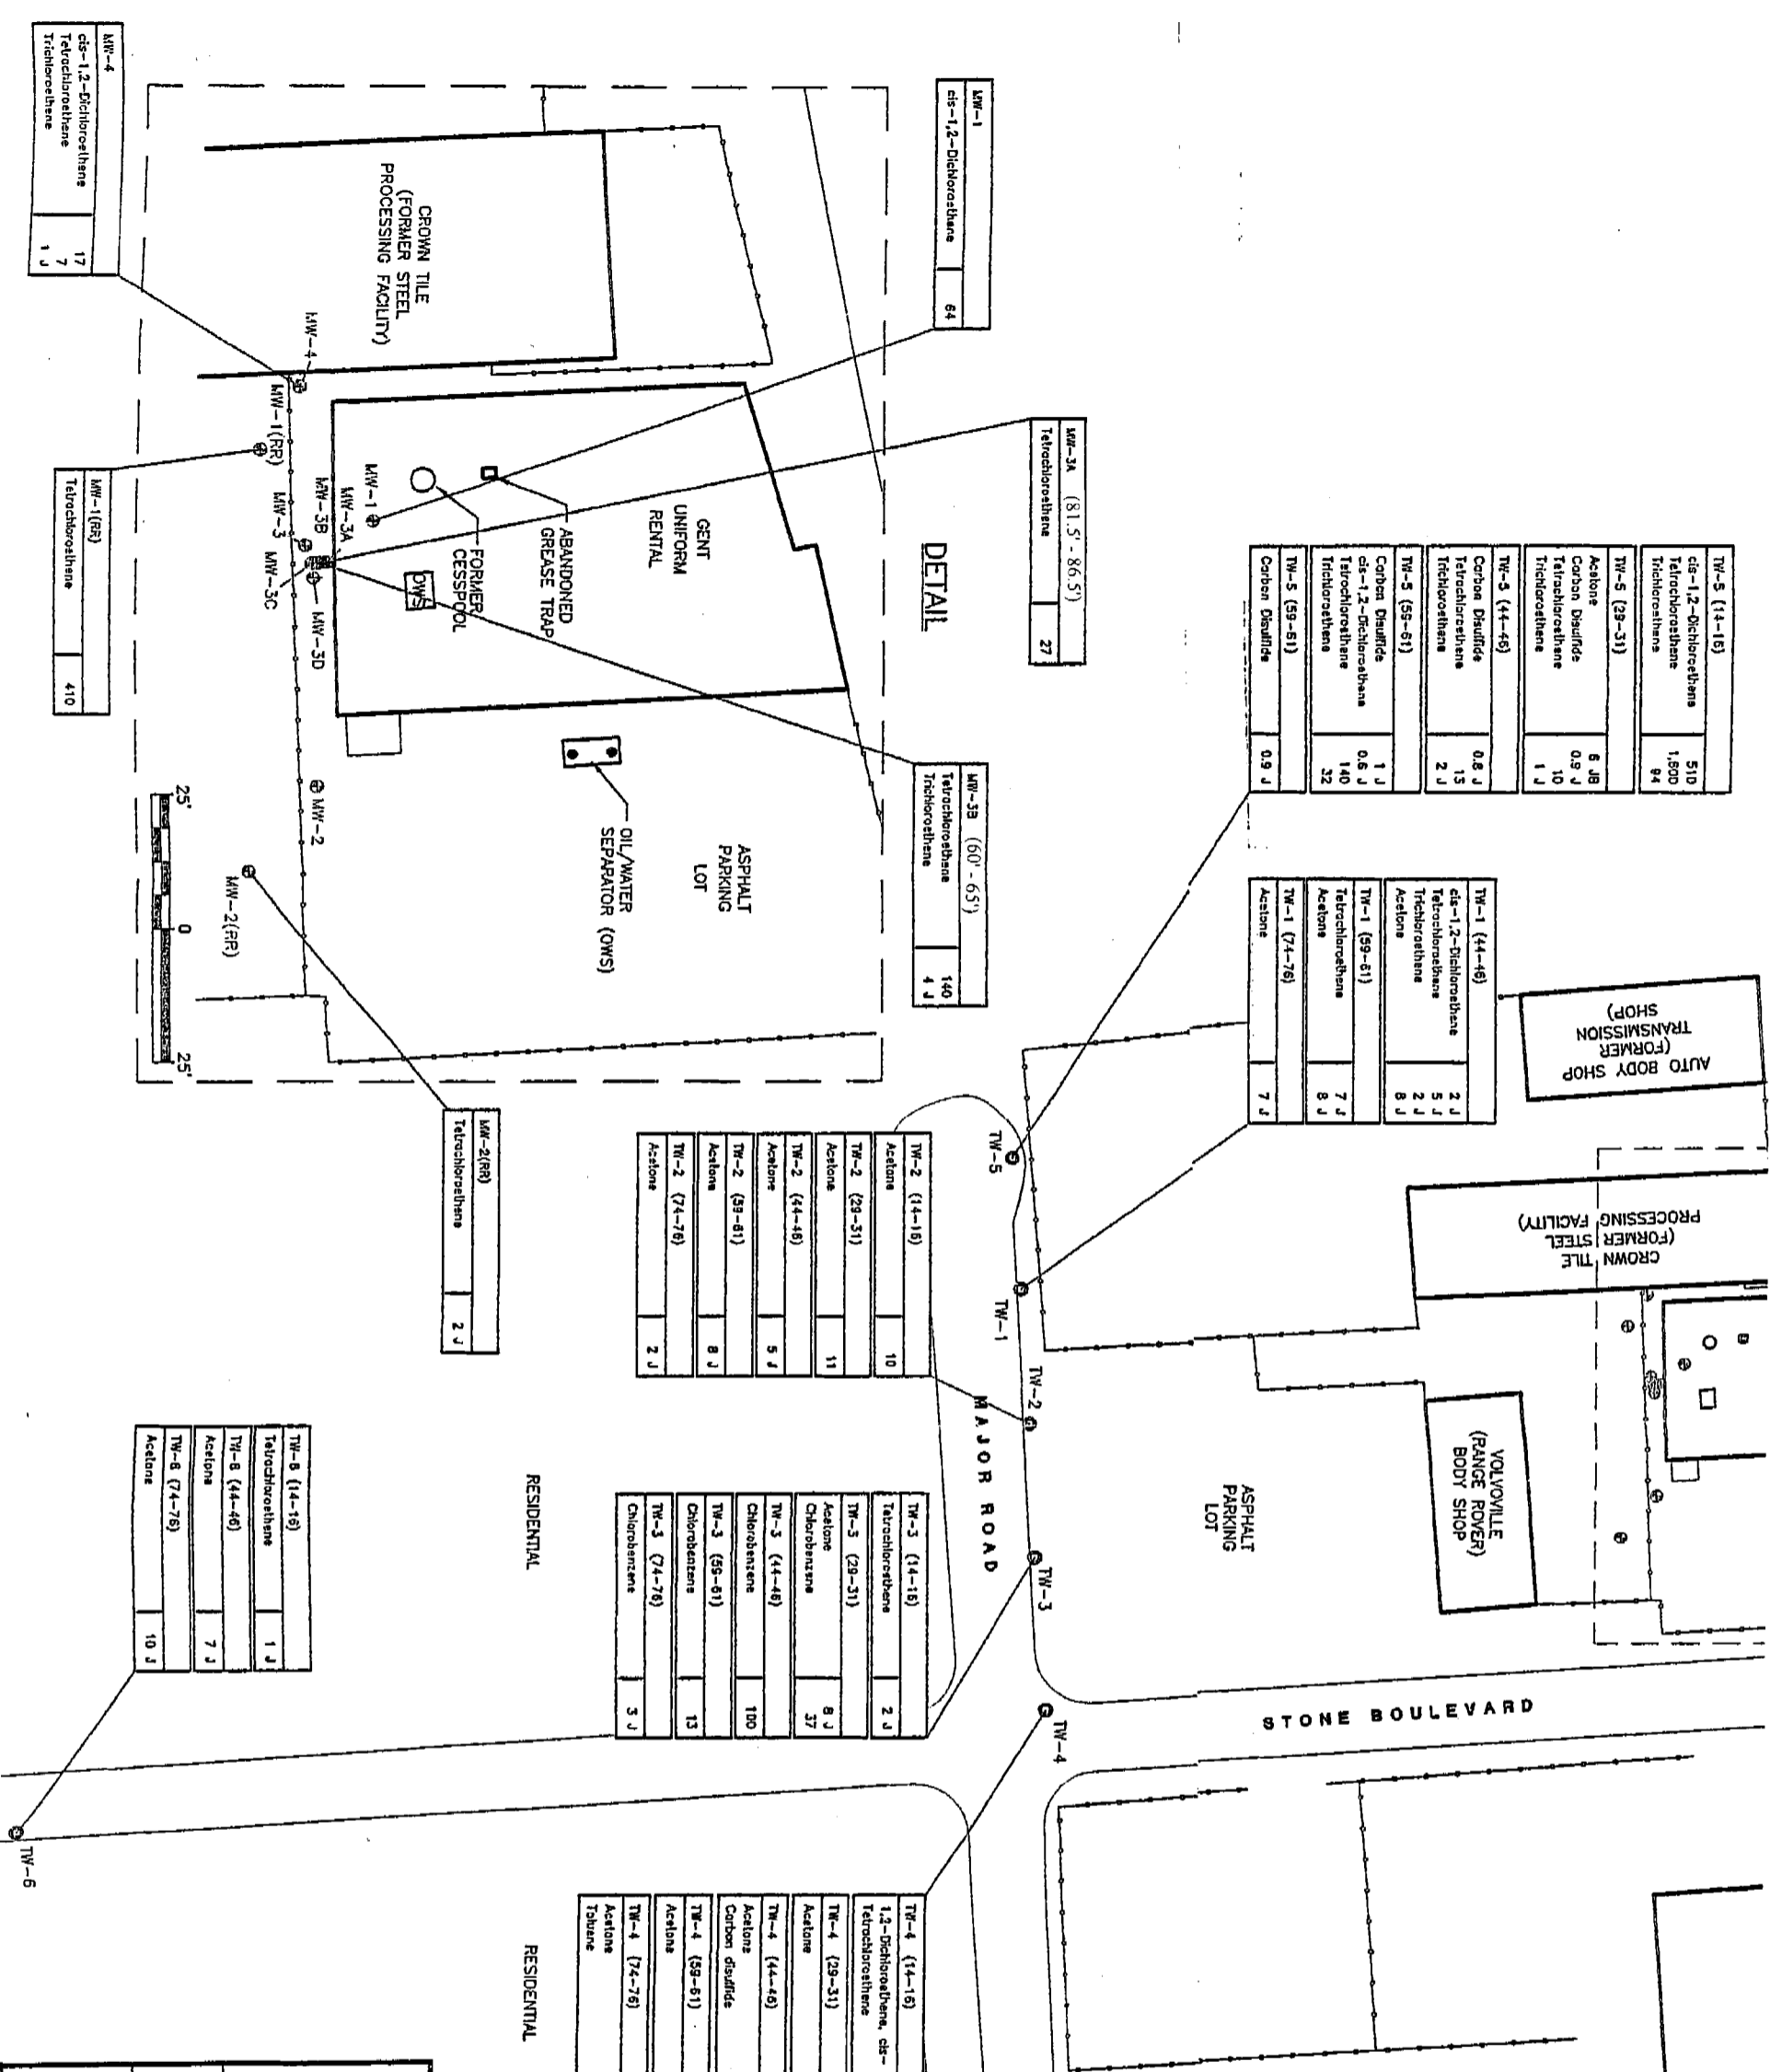 MW-4
cis-1,2-Dichloroethene 17
Tetrachloroethene 7
Trichloroethene 1 J
MW-1
cis-1,2-Dichloroethene 64
MW-3A (81.5' - 86.5')
Tetrachloroethene 27
TW-5 (14-16)
cis-1,2-Dichloroethene 510
Tetrachloroethene 1,600
Trichloroethene 94
TW-5 (29-31)
Acetone 6 JB
Carbon Disulfide 0.9 J
Tetrachloroethene 10
Trichloroethene 1 J
TW-5 (44-46)
Carbon Disulfide 0.8 J
Tetrachloroethene 13
Trichloroethene 2 J
TW-5 (59-61)
Carbon Disulfide 1 J
cis-1,2-Dichloroethene 0.6 J
Tetrachloroethene 140
Trichloroethene 32
TW-5 (59-61)
Carbon Disulfide 0.9 J
DETAIL
CROWN TILE
(FORMER STEEL
PROCESSING FACILITY)
GENT
UNIFORM
RENTAL
ABANDONED
GREASE TRAP
FORMER
CESSPOOL
OWS
MW-4
MW-1(RR)
MW-1
MW-3A
MW-3B
MW-3
MW-3C
MW-3D
MW-2
MW-2(RR)
OIL/WATER
SEPARATOR (OWS)
ASPHALT
PARKING
LOT
25' 0 25'
MW-1(RR)
Tetrachloroethene 410
MW-3B (60' - 65')
Tetrachloroethene 140
Trichloroethene 4 J
MW-2(RR)
Tetrachloroethene 2 J
TW-1 (44-46)
cis-1,2-Dichloroethene 2 J
Tetrachloroethene 5 J
Trichloroethene 2 J
Acetone 8 J
TW-1 (59-61)
Tetrachloroethene 7 J
Acetone 8 J
TW-1 (74-76)
Acetone 7 J
AUTO BODY SHOP
(FORMER
TRANSMISSION
SHOP)
CROWN TILE
(FORMER STEEL
PROCESSING FACILITY)
VOLVOVILLE
(RANGE ROVER)
BODY SHOP
ASPHALT
PARKING
LOT
TW-5
TW-1
TW-2
TW-3
TW-4
MAJOR ROAD
STONE BOULEVARD
TW-2 (14-16)
Acetone 10
TW-2 (29-31)
Acetone 11
TW-2 (44-46)
Acetone 5 J
TW-2 (59-61)
Acetone 8 J
TW-2 (74-76)
Acetone 2 J
TW-3 (14-16)
Tetrachloroethene 2 J
TW-3 (29-31)
Acetone 8 J
Chlorobenzene 37
TW-3 (44-46)
Chlorobenzene 100
TW-3 (59-61)
Chlorobenzene 13
TW-3 (74-76)
Chlorobenzene 3 J
RESIDENTIAL
TW-6 (14-16)
Tetrachloroethene 1 J
TW-6 (44-46)
Acetone 7 J
TW-6 (74-76)
Acetone 10 J
TW-6
TW-4 (14-16)
1,2-Dichloroethene, cis-
Tetrachloroethene
TW-4 (29-31)
Acetone
TW-4 (44-46)
Acetone
Carbon disulfide
TW-4 (59-61)
Acetone
TW-4 (74-76)
Acetone
Toluene
RESIDENTIAL